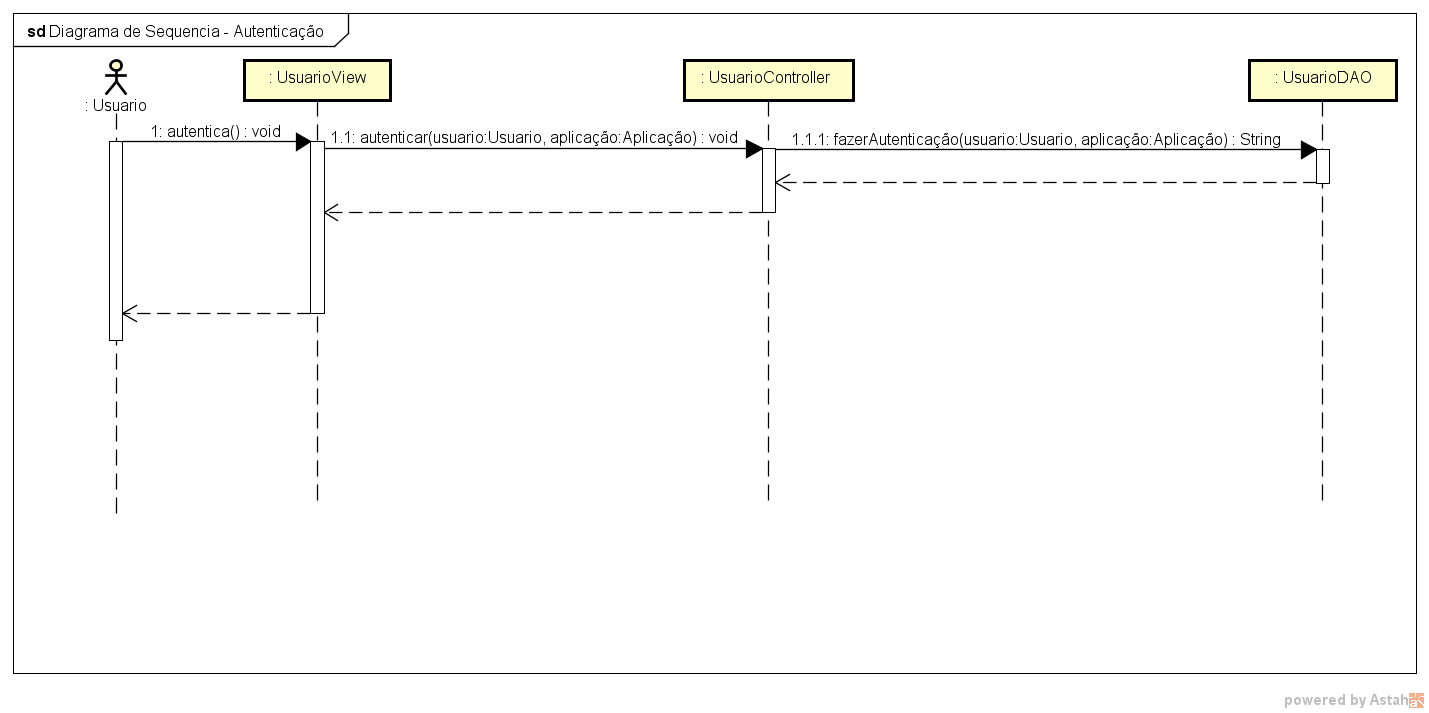 sd Diagrama de Sequencia - Autenticação
: Usuario
: UsuarioView
: UsuarioController
: UsuarioDAO
1: autentica() : void
1.1: autenticar(usuario:Usuario, aplicação:Aplicação) : void
1.1.1: fazerAutenticação(usuario:Usuario, aplicação:Aplicação) : String
powered by Astah